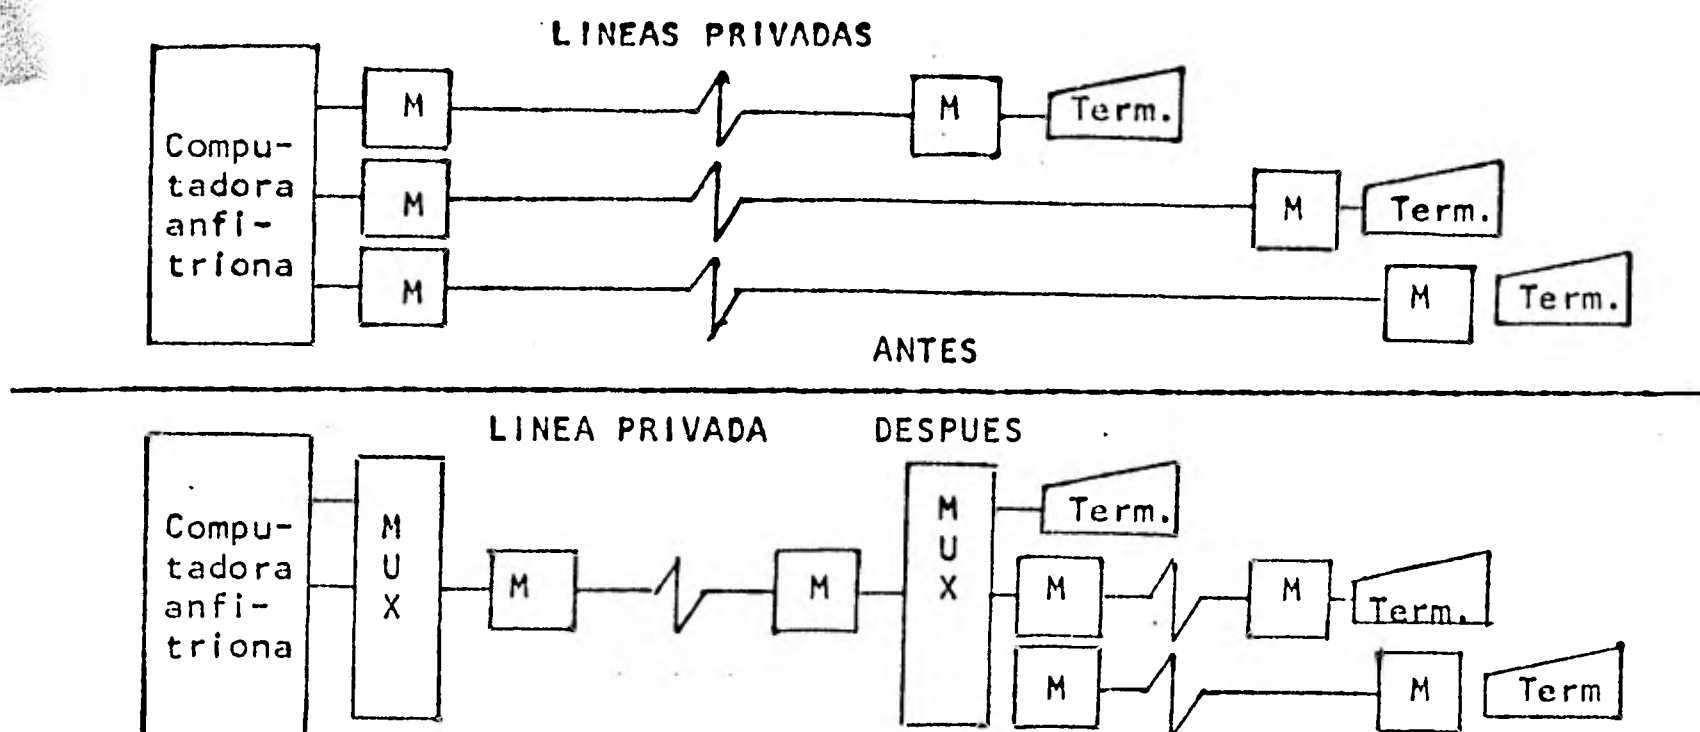 LINEAS PRIVADAS
M
M
Term.
Compu-
tadora
anfi-
triona
M
M
Term.
M
M
Term.
ANTES
LINEA PRIVADA
DESPUES
Compu-
tadora
anfi-
triona
M
U
X
M
M
M
U
X
Term.
M
M
Term.
M
M
Term